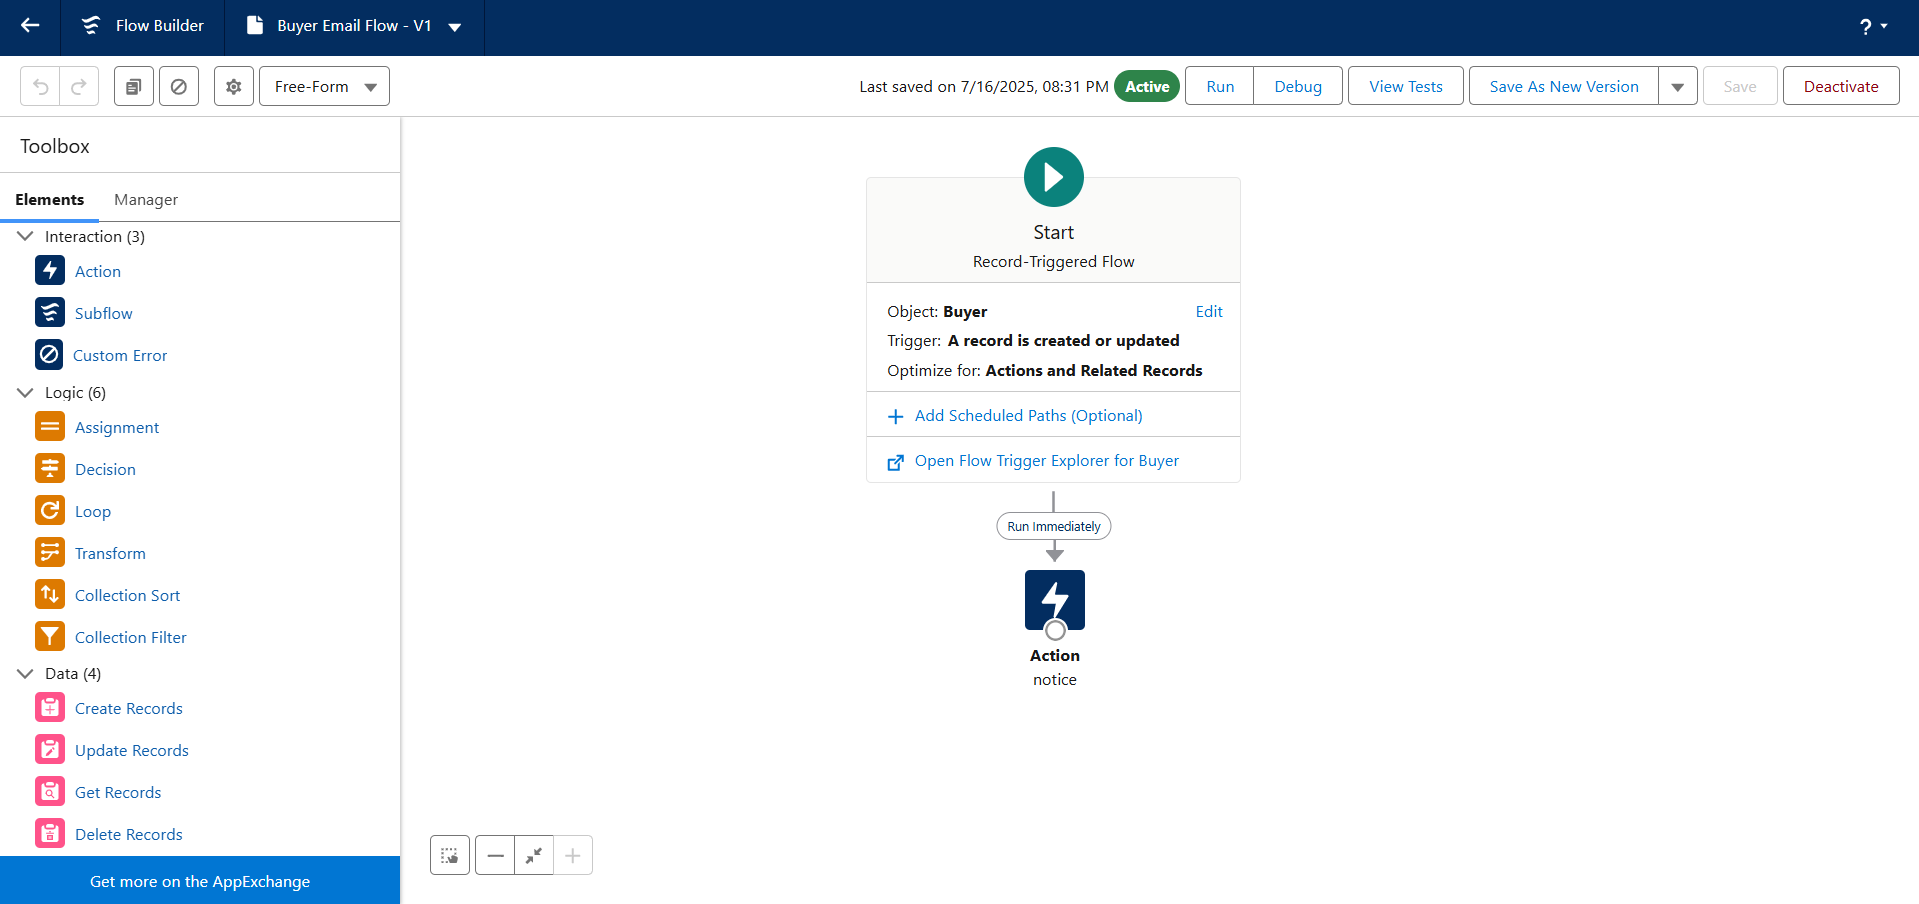 Flow Builder
Buyer Email Flow - V1
?
Free-Form
Last saved on 7/16/2025, 08:31 PM
Active
Run
Debug
View Tests
Save As New Version
Save
Deactivate
Toolbox
Elements
Manager
Interaction (3)
Action
Subflow
Custom Error
Logic (6)
Assignment
Decision
Loop
Transform
Collection Sort
Collection Filter
Data (4)
Create Records
Update Records
Get Records
Delete Records
Get more on the AppExchange
Start
Record-Triggered Flow
Object: Buyer
Edit
Trigger: A record is created or updated
Optimize for: Actions and Related Records
Add Scheduled Paths (Optional)
Open Flow Trigger Explorer for Buyer
Run Immediately
Action
notice